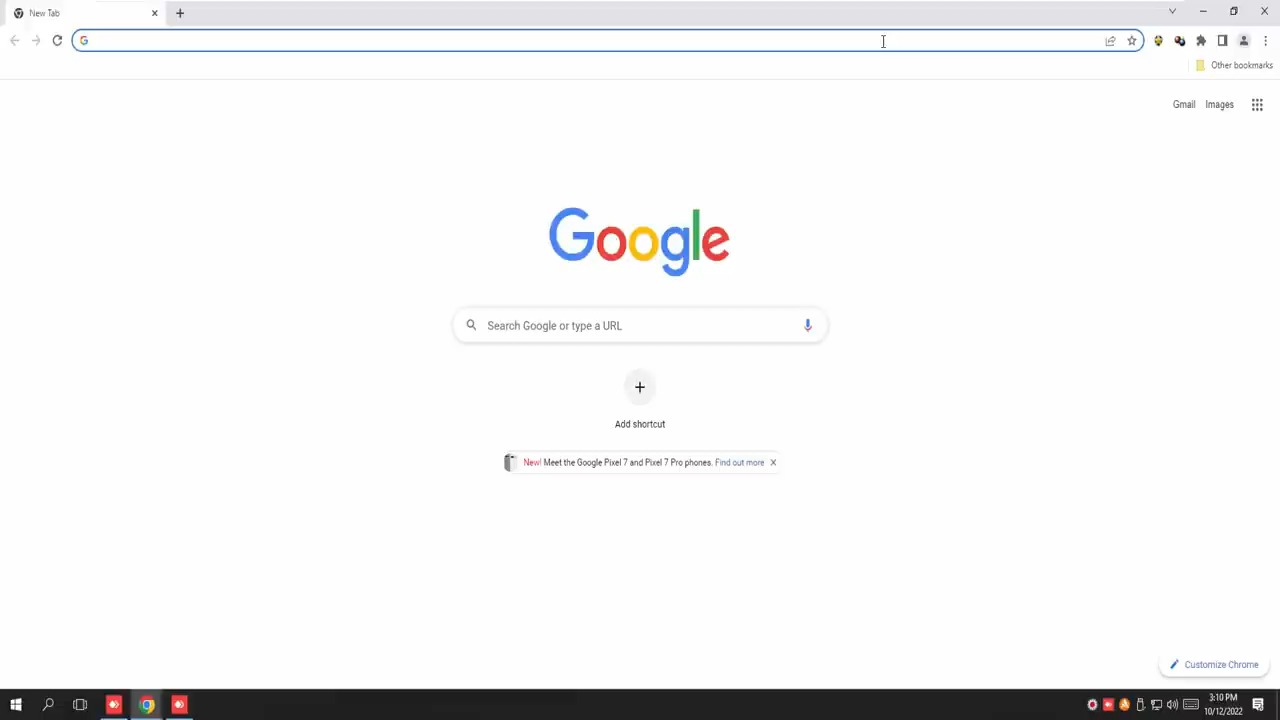 New Tab
Other bookmarks
Gmail Images
Google
Search Google or type a URL
Add shortcut
New! Meet the Google Pixel 7 and Pixel 7 Pro phones. Find out more
Customize Chrome
3:10 PM
10/12/2022